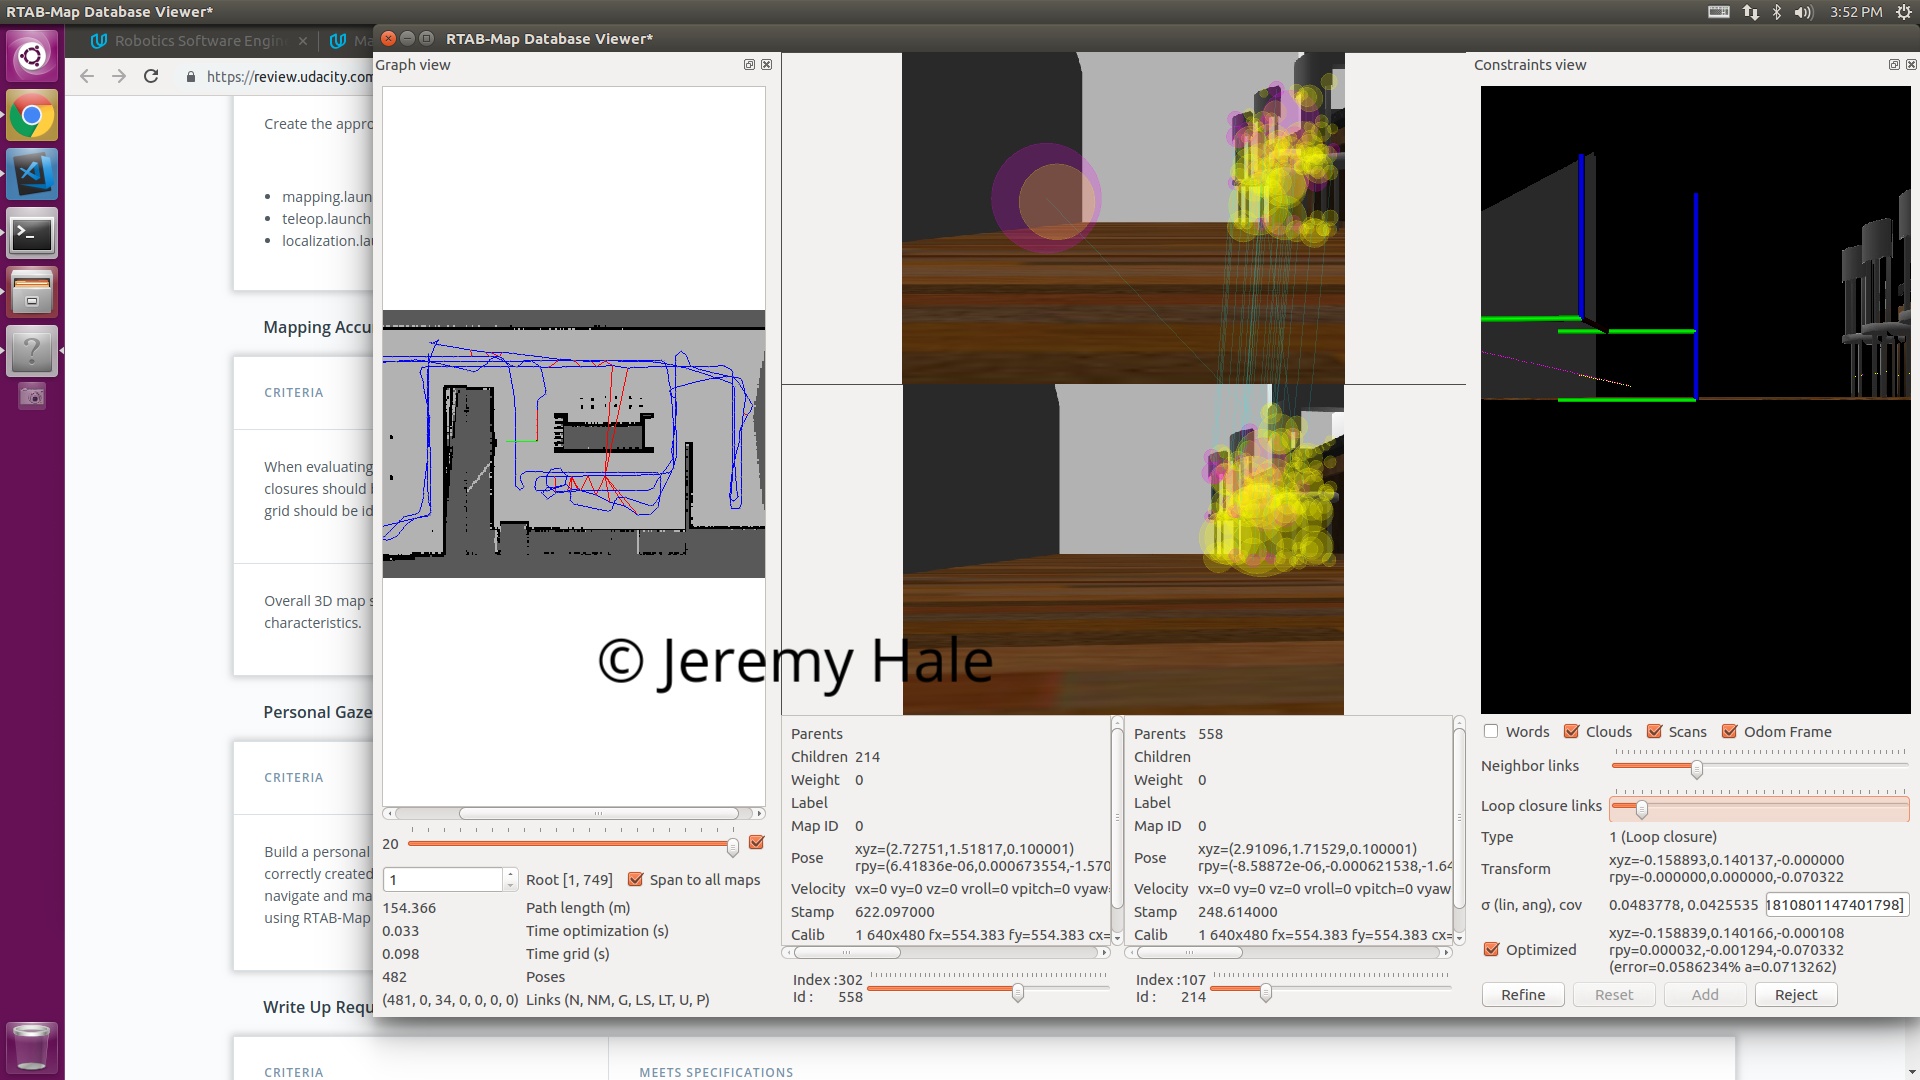 RTAB-Map Database Viewer*
3:52 PM
Robotics Software Engin
RTAB-Map Database Viewer*
https://review.udacity.com
Graph view
Constraints view
Create the appro
mapping.laun
teleop.launch
localization.la
Mapping Accu
CRITERIA
When evaluating
closures should
grid should be id
Overall 3D map s
characteristics.
© Jeremy Hale
Personal Gaze
CRITERIA
Build a personal
correctly created
navigate and ma
using RTAB-Map
Write Up Requ
CRITERIA
MEETS SPECIFICATIONS
20
1
Root [1, 749]
Span to all maps
154.366 Path length (m)
0.033 Time optimization (s)
0.098 Time grid (s)
482 Poses
(481, 0, 34, 0, 0, 0, 0) Links (N, NM, G, LS, LT, U, P)
Parents
Children 214
Weight 0
Label
Map ID 0
Pose xyz=(2.72751,1.51817,0.100001)
rpy=(6.41836e-06,0.000673554,-1.570
Velocity vx=0 vy=0 vz=0 vroll=0 vpitch=0 vyaw=
Stamp 622.097000
Calib 1 640x480 fx=554.383 fy=554.383 cx=
Index :302
Id : 558
Parents 558
Children
Weight 0
Label
Map ID 0
Pose xyz=(2.91096,1.71529,0.100001)
rpy=(-8.58872e-06,-0.000621538,-1.64
Velocity vx=0 vy=0 vz=0 vroll=0 vpitch=0 vyaw
Stamp 248.614000
Calib 1 640x480 fx=554.383 fy=554.383 cx=
Index :107
Id : 214
Words Clouds Scans Odom Frame
Neighbor links
Loop closure links
Type 1 (Loop closure)
Transform xyz=-0.158893,0.140137,-0.000000
rpy=-0.000000,0.000000,-0.070322
σ (lin, ang), cov 0.0483778, 0.0425535 1810801147401798]
Optimized xyz=-0.158839,0.140166,-0.000108
rpy=0.000032,-0.001294,-0.070332
(error=0.0586234% a=0.0713262)
Refine Reset Add Reject